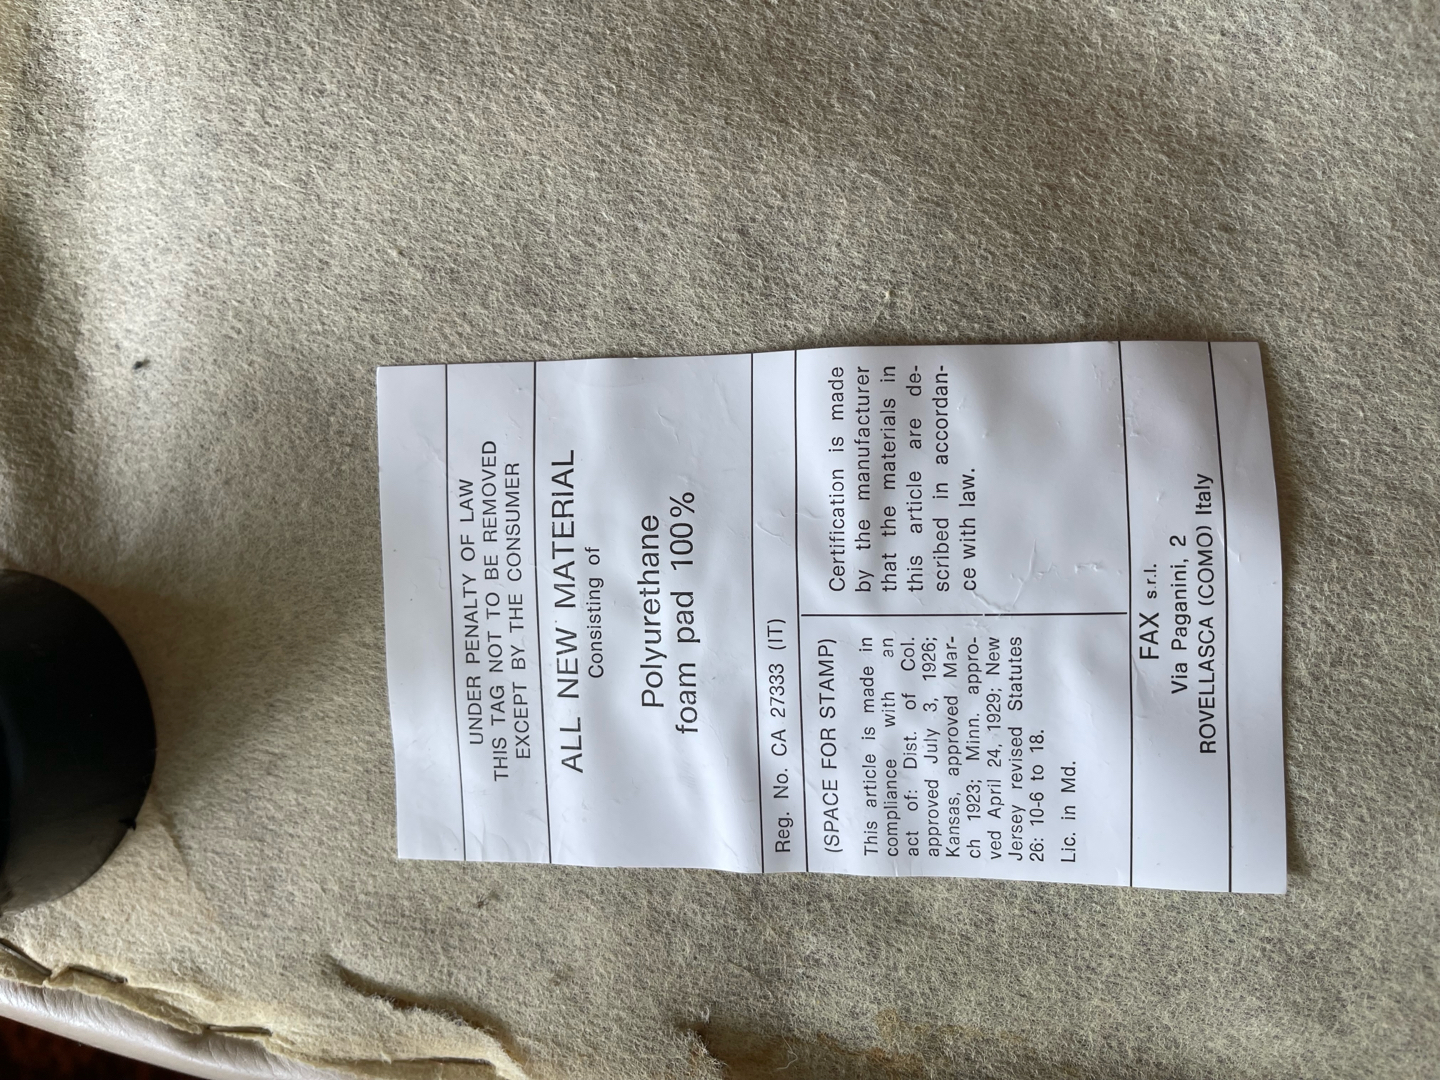 UNDER PENALTY OF LAW
THIS TAG NOT TO BE REMOVED
EXCEPT BY THE CONSUMER
ALL NEW MATERIAL
Consisting of
Polyurethane
foam pad 100%
Reg. No. CA 27333 (IT)
(SPACE FOR STAMP)
This article is made in
compliance with an
act of: Dist. of Col.
approved July 3, 1926;
Kansas, approved Mar-
ch 1923; Minn. appro-
ved April 24, 1929; New
Jersey revised Statutes
26: 10-6 to 18.
Lic. in Md.
Certification is made
by the manufacturer
that the materials in
this article are de-
scribed in accordan-
ce with law.
FAX s.r.l.
Via Paganini, 2
ROVELLASCA (COMO) Italy